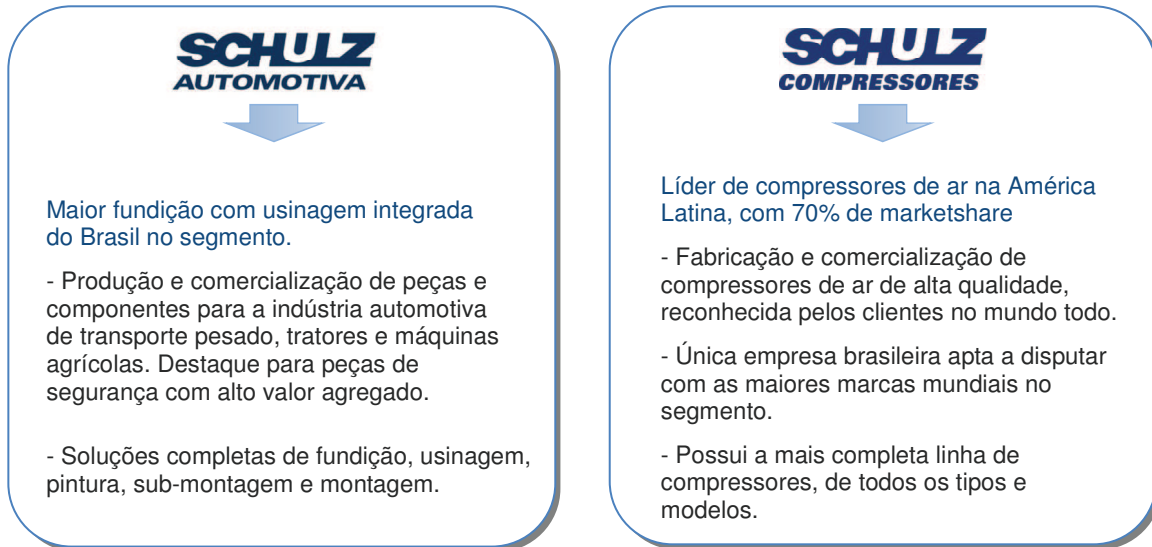 SCHULZ
AUTOMOTIVA
Maior fundição com usinagem integrada
do Brasil no segmento.
- Produção e comercialização de peças e
componentes para a indústria automotiva
de transporte pesado, tratores e máquinas
agrícolas. Destaque para peças de
segurança com alto valor agregado.
- Soluções completas de fundição, usinagem,
pintura, sub-montagem e montagem.
SCHULZ
COMPRESSORES
Líder de compressores de ar na América
Latina, com 70% de marketshare
- Fabricação e comercialização de
compressores de ar de alta qualidade,
reconhecida pelos clientes no mundo todo.
- Única empresa brasileira apta a disputar
com as maiores marcas mundiais no
segmento.
- Possui a mais completa linha de
compressores, de todos os tipos e
modelos.